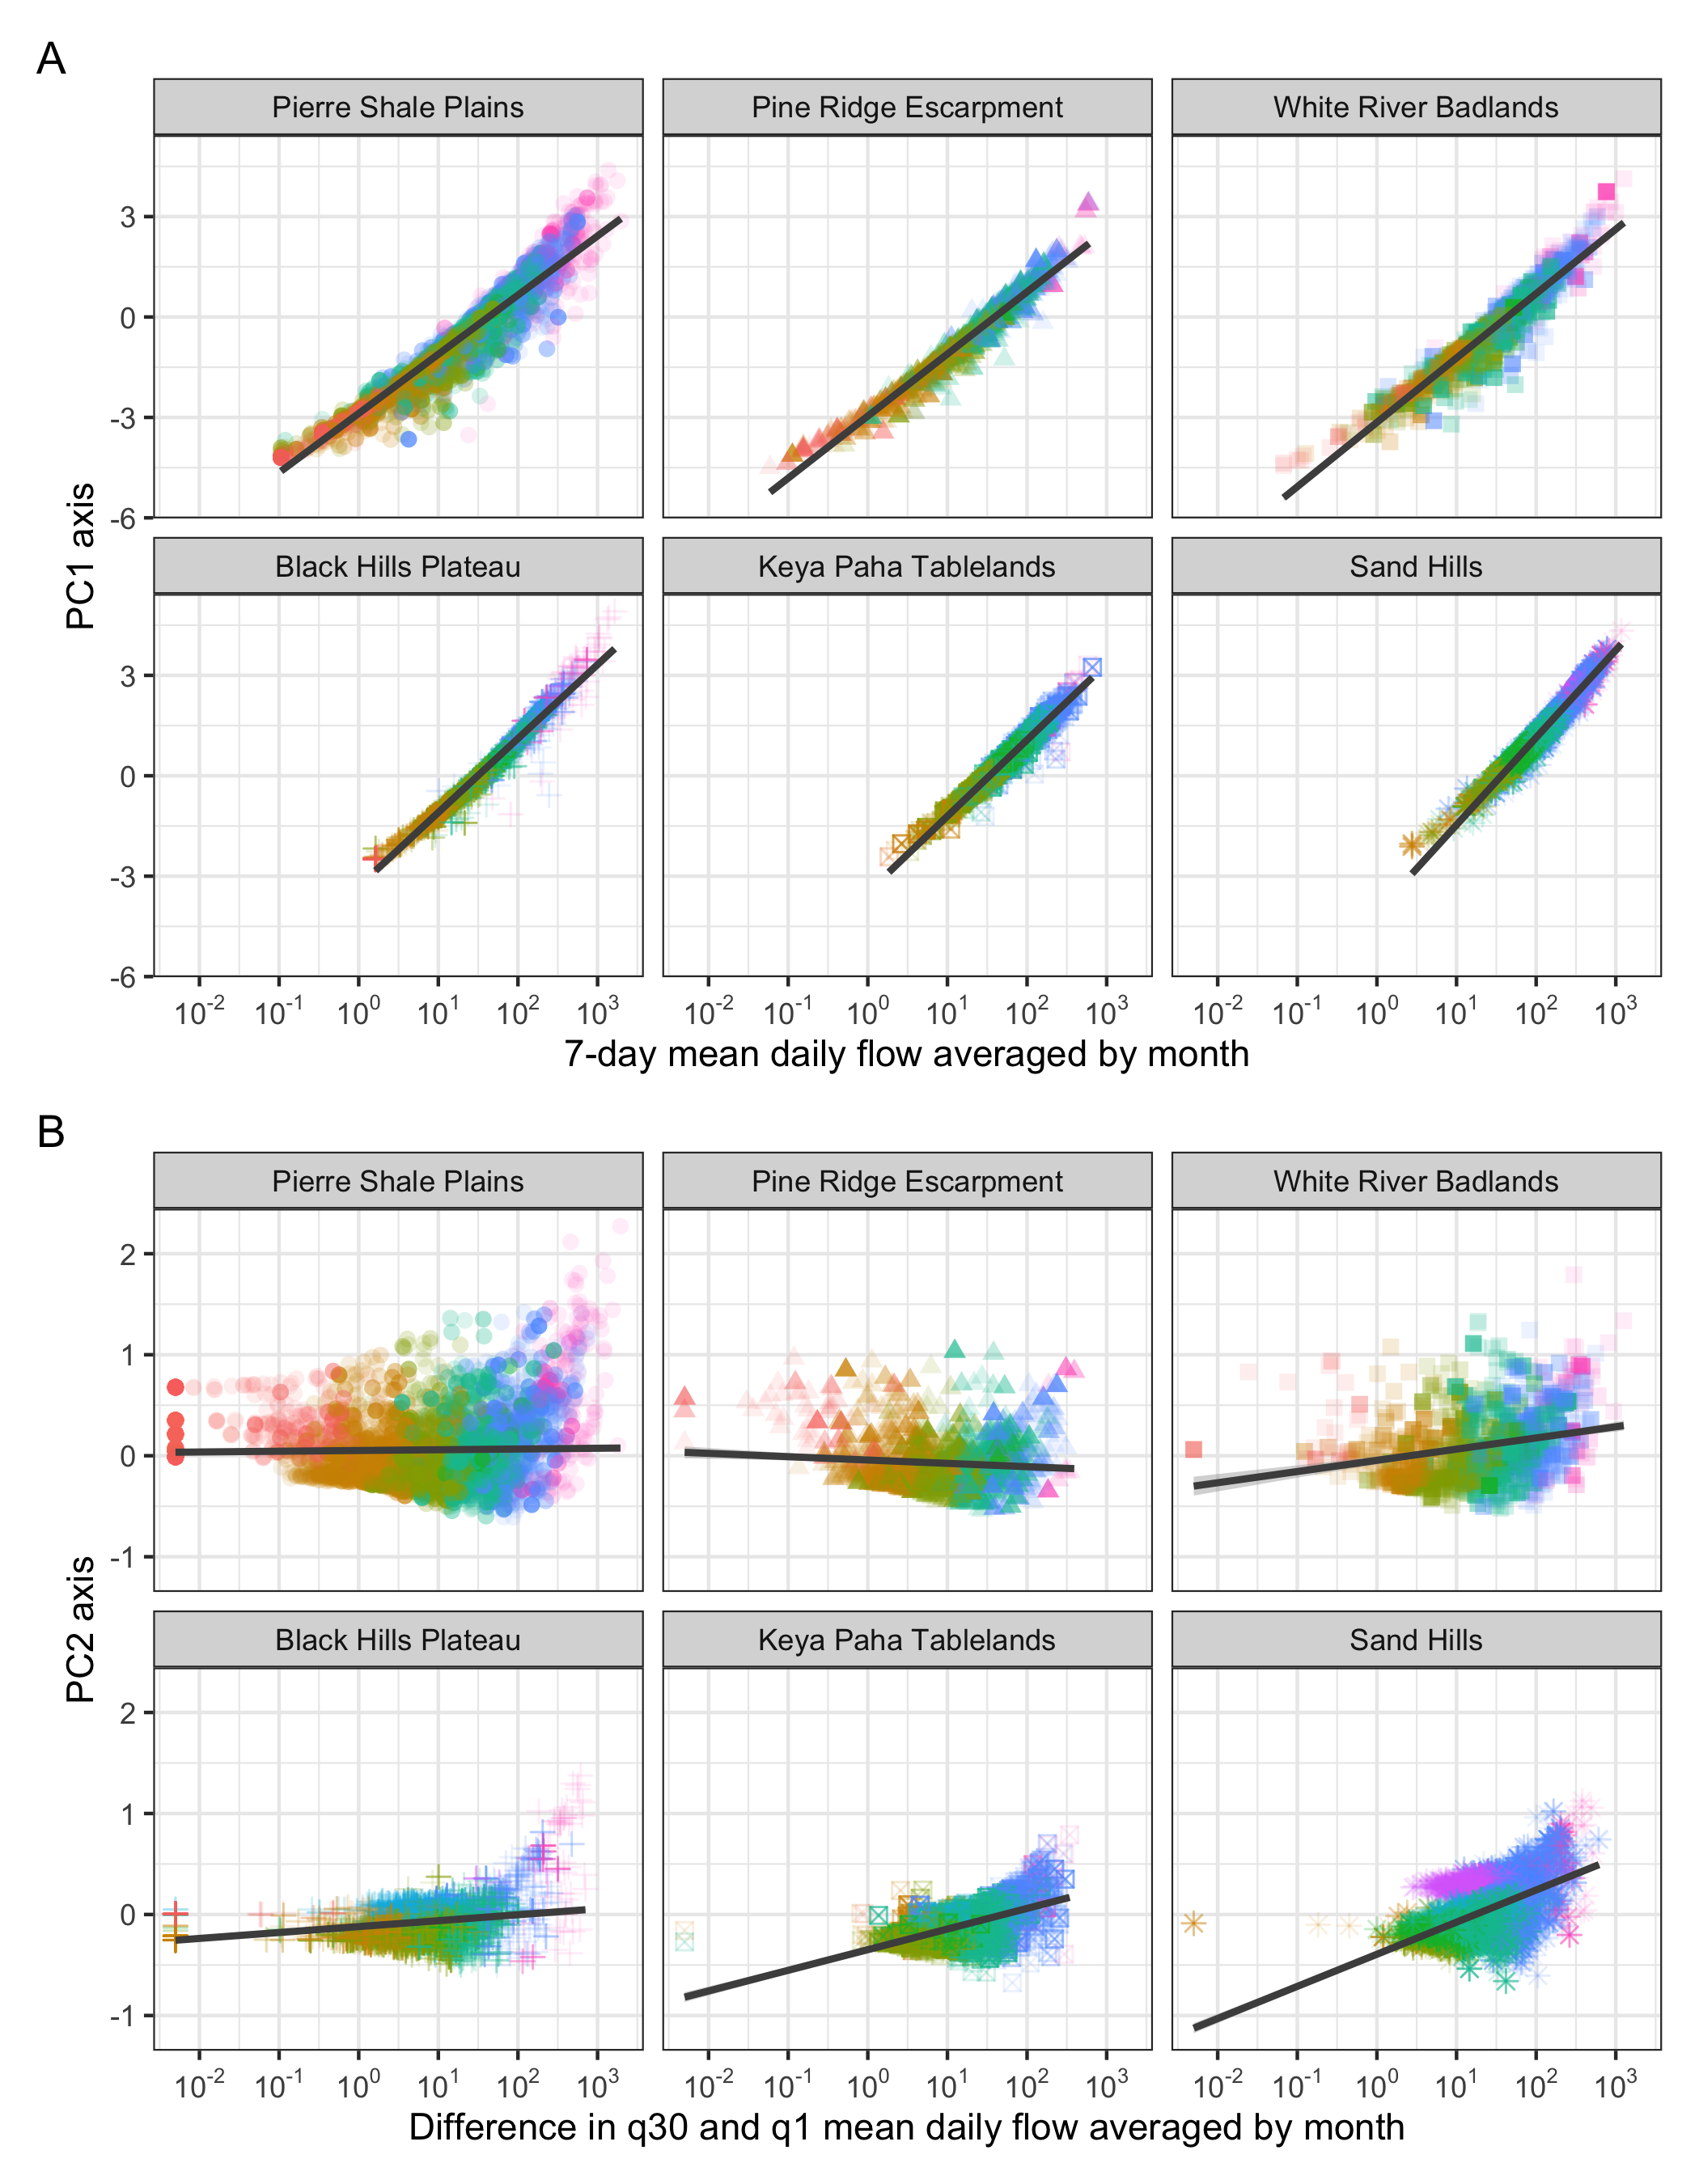 A
Pierre Shale Plains
Pine Ridge Escarpment
White River Badlands
3
0
-3
-6
Black Hills Plateau
Keya Paha Tablelands
Sand Hills
3
0
-3
-6
PC1 axis
10⁻² 10⁻¹ 10⁰ 10¹ 10² 10³
10⁻² 10⁻¹ 10⁰ 10¹ 10² 10³
10⁻² 10⁻¹ 10⁰ 10¹ 10² 10³
7-day mean daily flow averaged by month
B
Pierre Shale Plains
Pine Ridge Escarpment
White River Badlands
2
1
0
-1
Black Hills Plateau
Keya Paha Tablelands
Sand Hills
2
1
0
-1
PC2 axis
10⁻² 10⁻¹ 10⁰ 10¹ 10² 10³
10⁻² 10⁻¹ 10⁰ 10¹ 10² 10³
10⁻² 10⁻¹ 10⁰ 10¹ 10² 10³
Difference in q30 and q1 mean daily flow averaged by month